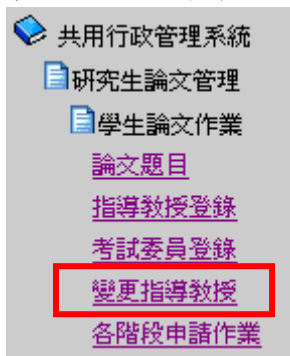 共用行政管理系統
研究生論文管理
學生論文作業
論文題目
指導教授登錄
考試委員登錄
變更指導教授
各階段申請作業